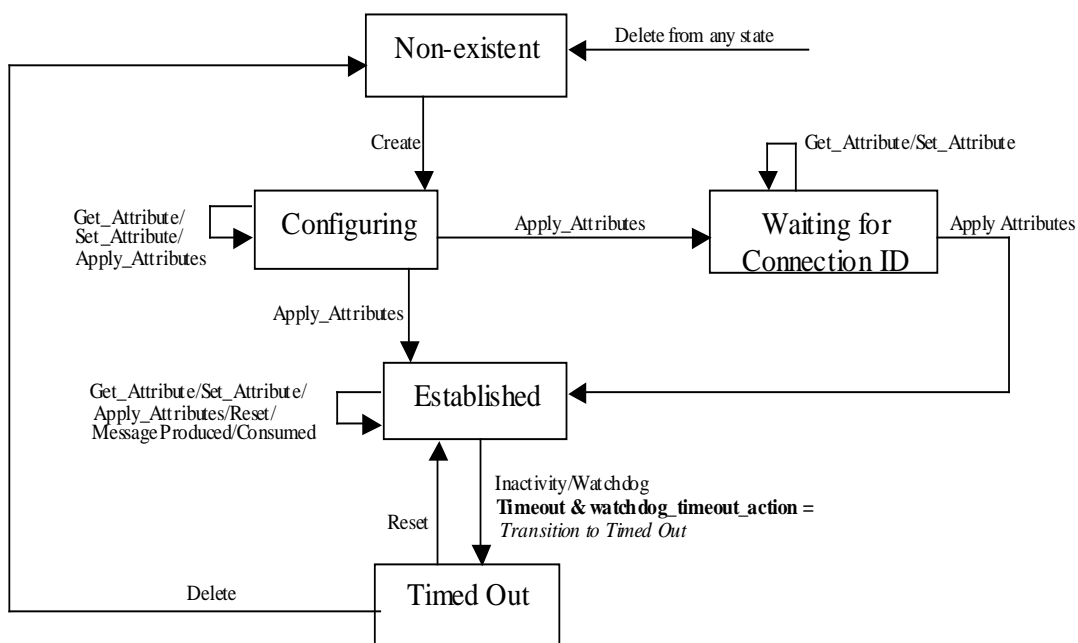 Non-existent
Delete from any state
Create
Get_Attribute/Set_Attribute
Get_Attribute/
Set_Attribute/
Apply_Attributes
Configuring
Apply_Attributes
Waiting for
Connection ID
Apply Attributes
Apply_Attributes
Get_Attribute/Set_Attribute/
Apply_Attributes/Reset/
Message Produced/Consumed
Established
Inactivity/Watchdog
Timeout & watchdog_timeout_action =
Transition to Timed Out
Reset
Delete
Timed Out